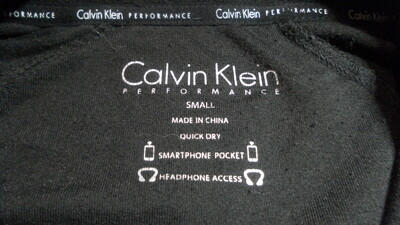 RMANCE Calvin Klein PERFORMANCE Calvin Klein PERFORMANCE
Calvin Klein
PERFORMANCE
SMALL
MADE IN CHINA
QUICK DRY
SMARTPHONE POCKET
HEADPHONE ACCESS